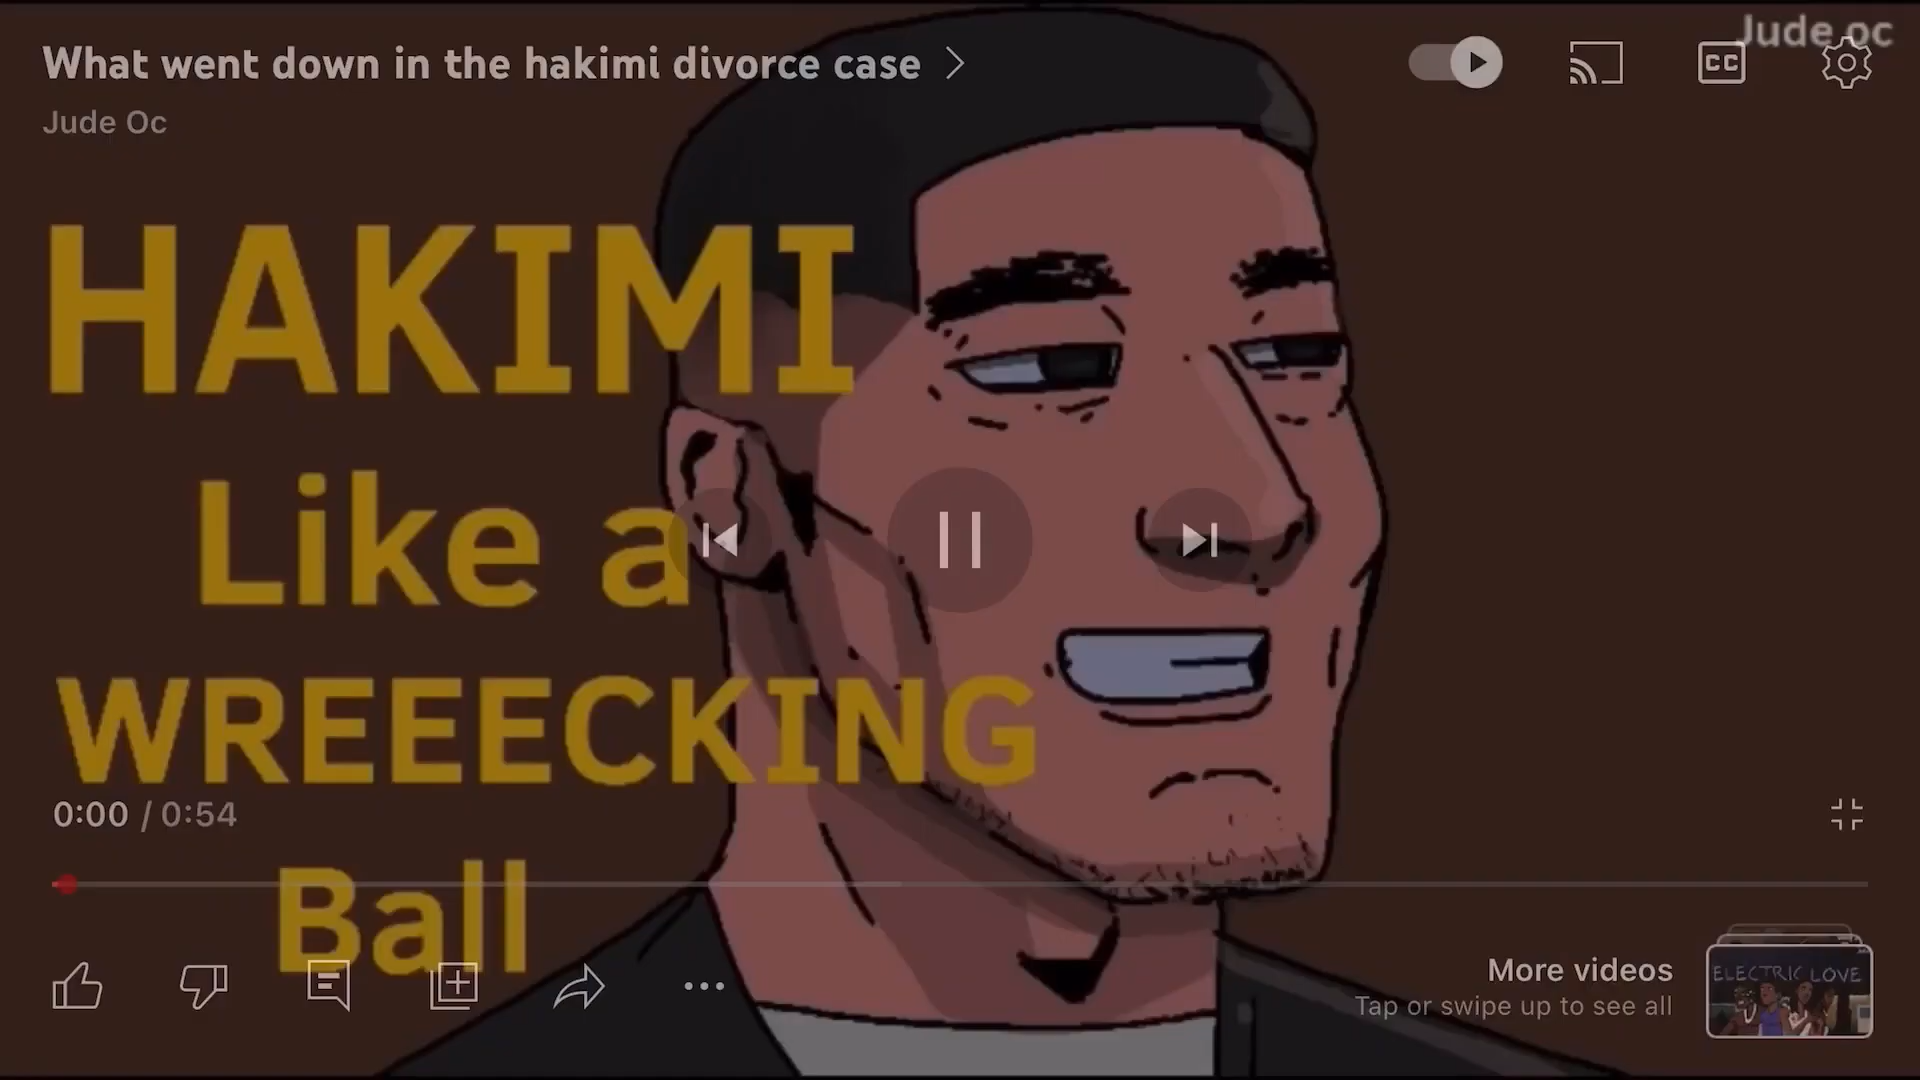 What went down in the hakimi divorce case
Jude Oc
Jude oc
CC
HAKIMI
Like a
WREEECKING
0:00 / 0:54
Ball
More videos
Tap or swipe up to see all
ELECTRIC LOVE